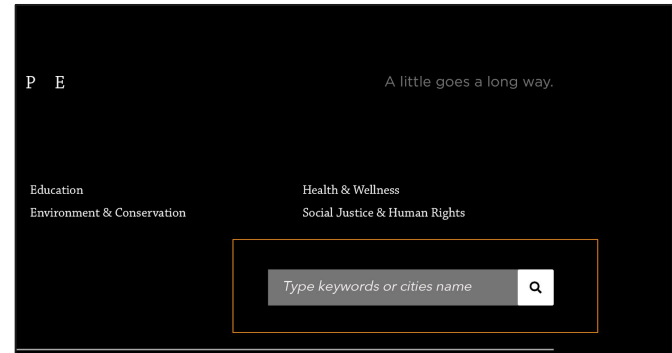 P E
A little goes a long way.
Education
Health & Wellness
Environment & Conservation
Social Justice & Human Rights
Type keywords or cities name